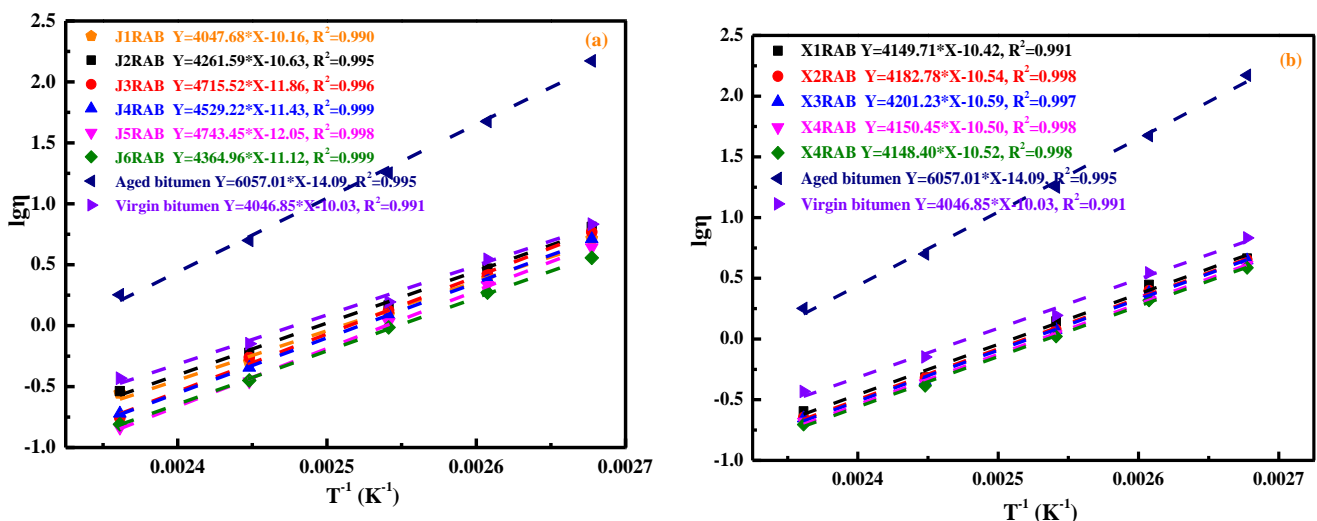 (a)
J1RAB Y=4047.68*X-10.16, R²=0.990
J2RAB Y=4261.59*X-10.63, R²=0.995
J3RAB Y=4715.52*X-11.86, R²=0.996
J4RAB Y=4529.22*X-11.43, R²=0.999
J5RAB Y=4743.45*X-12.05, R²=0.998
J6RAB Y=4364.96*X-11.12, R²=0.999
Aged bitumen Y=6057.01*X-14.09, R²=0.995
Virgin bitumen Y=4046.85*X-10.03, R²=0.991
lgη
2.5
2.0
1.5
1.0
0.5
0.0
-0.5
-1.0
0.0024 0.0025 0.0026 0.0027
T⁻¹ (K⁻¹)
(b)
X1RAB Y=4149.71*X-10.42, R²=0.991
X2RAB Y=4182.78*X-10.54, R²=0.998
X3RAB Y=4201.23*X-10.59, R²=0.997
X4RAB Y=4150.45*X-10.50, R²=0.998
X4RAB Y=4148.40*X-10.52, R²=0.998
Aged bitumen Y=6057.01*X-14.09, R²=0.995
Virgin bitumen Y=4046.85*X-10.03, R²=0.991
lgη
2.5
2.0
1.5
1.0
0.5
0.0
-0.5
-1.0
0.0024 0.0025 0.0026 0.0027
T⁻¹ (K⁻¹)